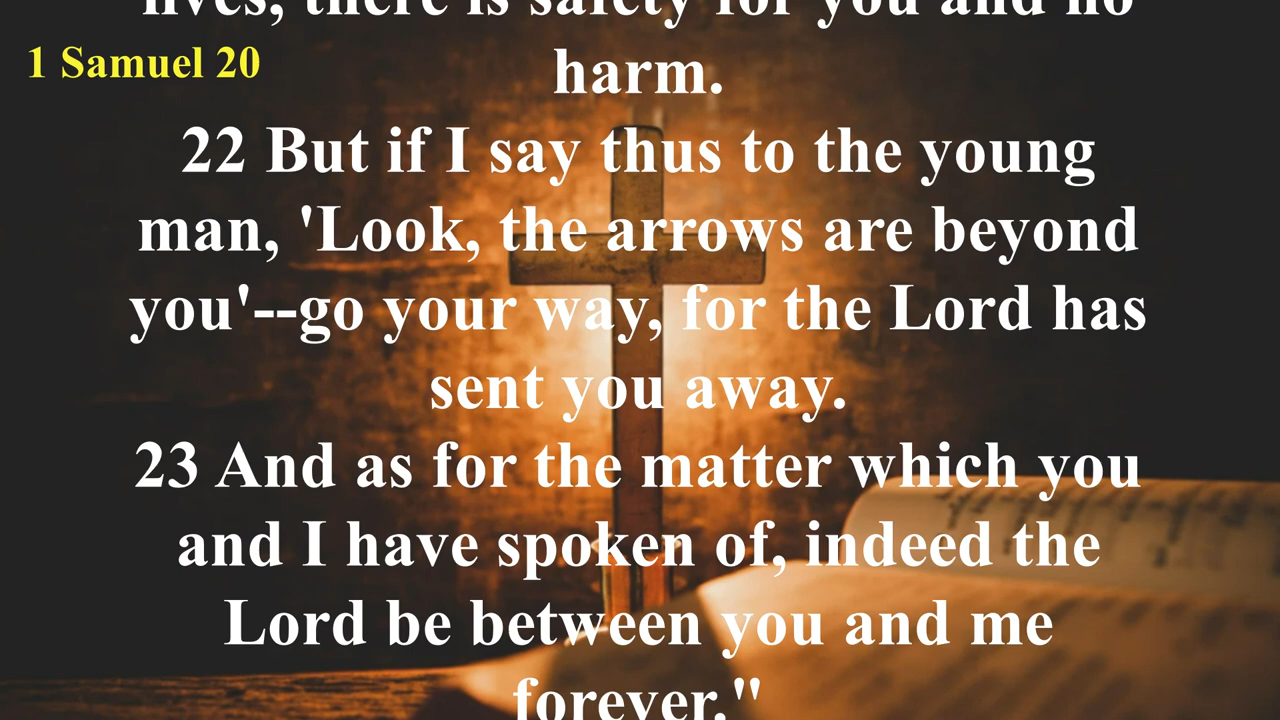 lives, there is safety for you and no
1 Samuel 20
harm.
22 But if I say thus to the young
man, 'Look, the arrows are beyond
you'--go your way, for the Lord has
sent you away.
23 And as for the matter which you
and I have spoken of, indeed the
Lord be between you and me
forever."